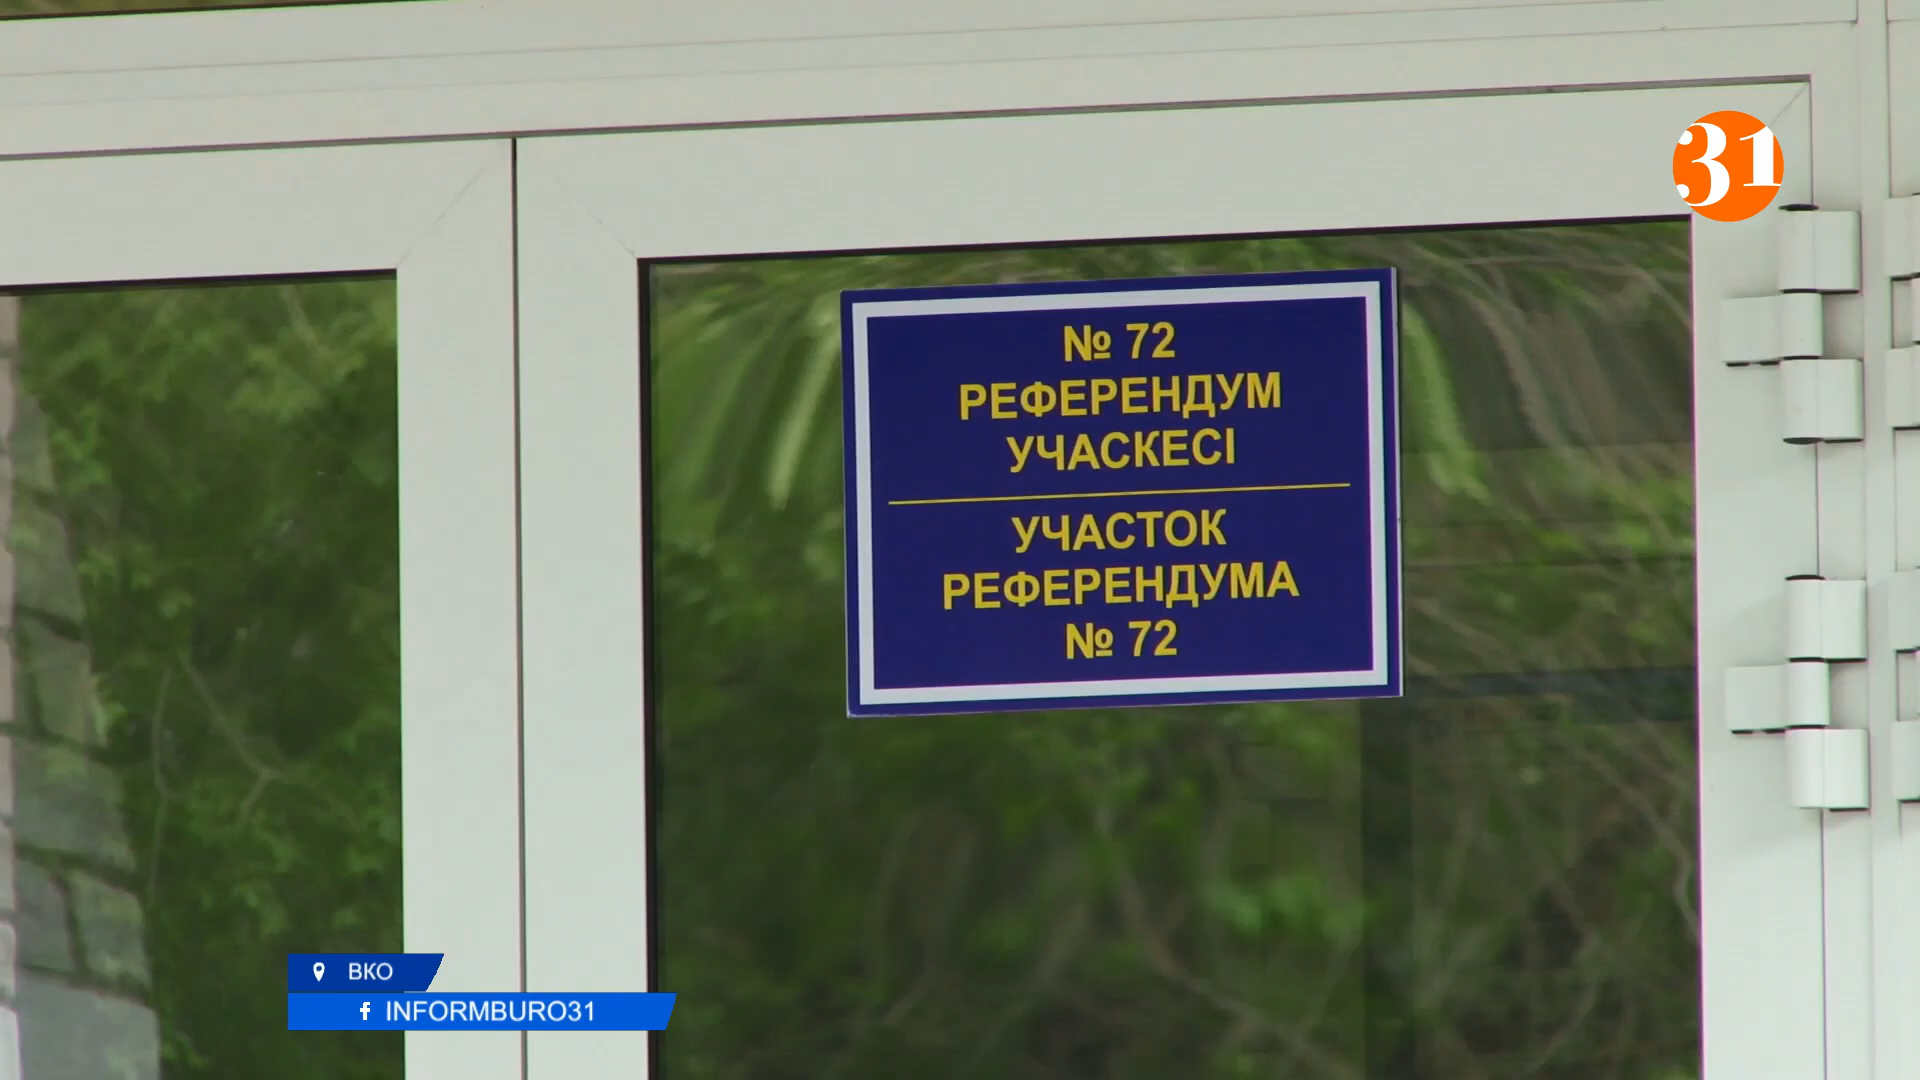 31
№ 72
РЕФЕРЕНДУМ
УЧАСКЕСІ
УЧАСТОК
РЕФЕРЕНДУМА
№ 72
ВКО
INFORMBURO31